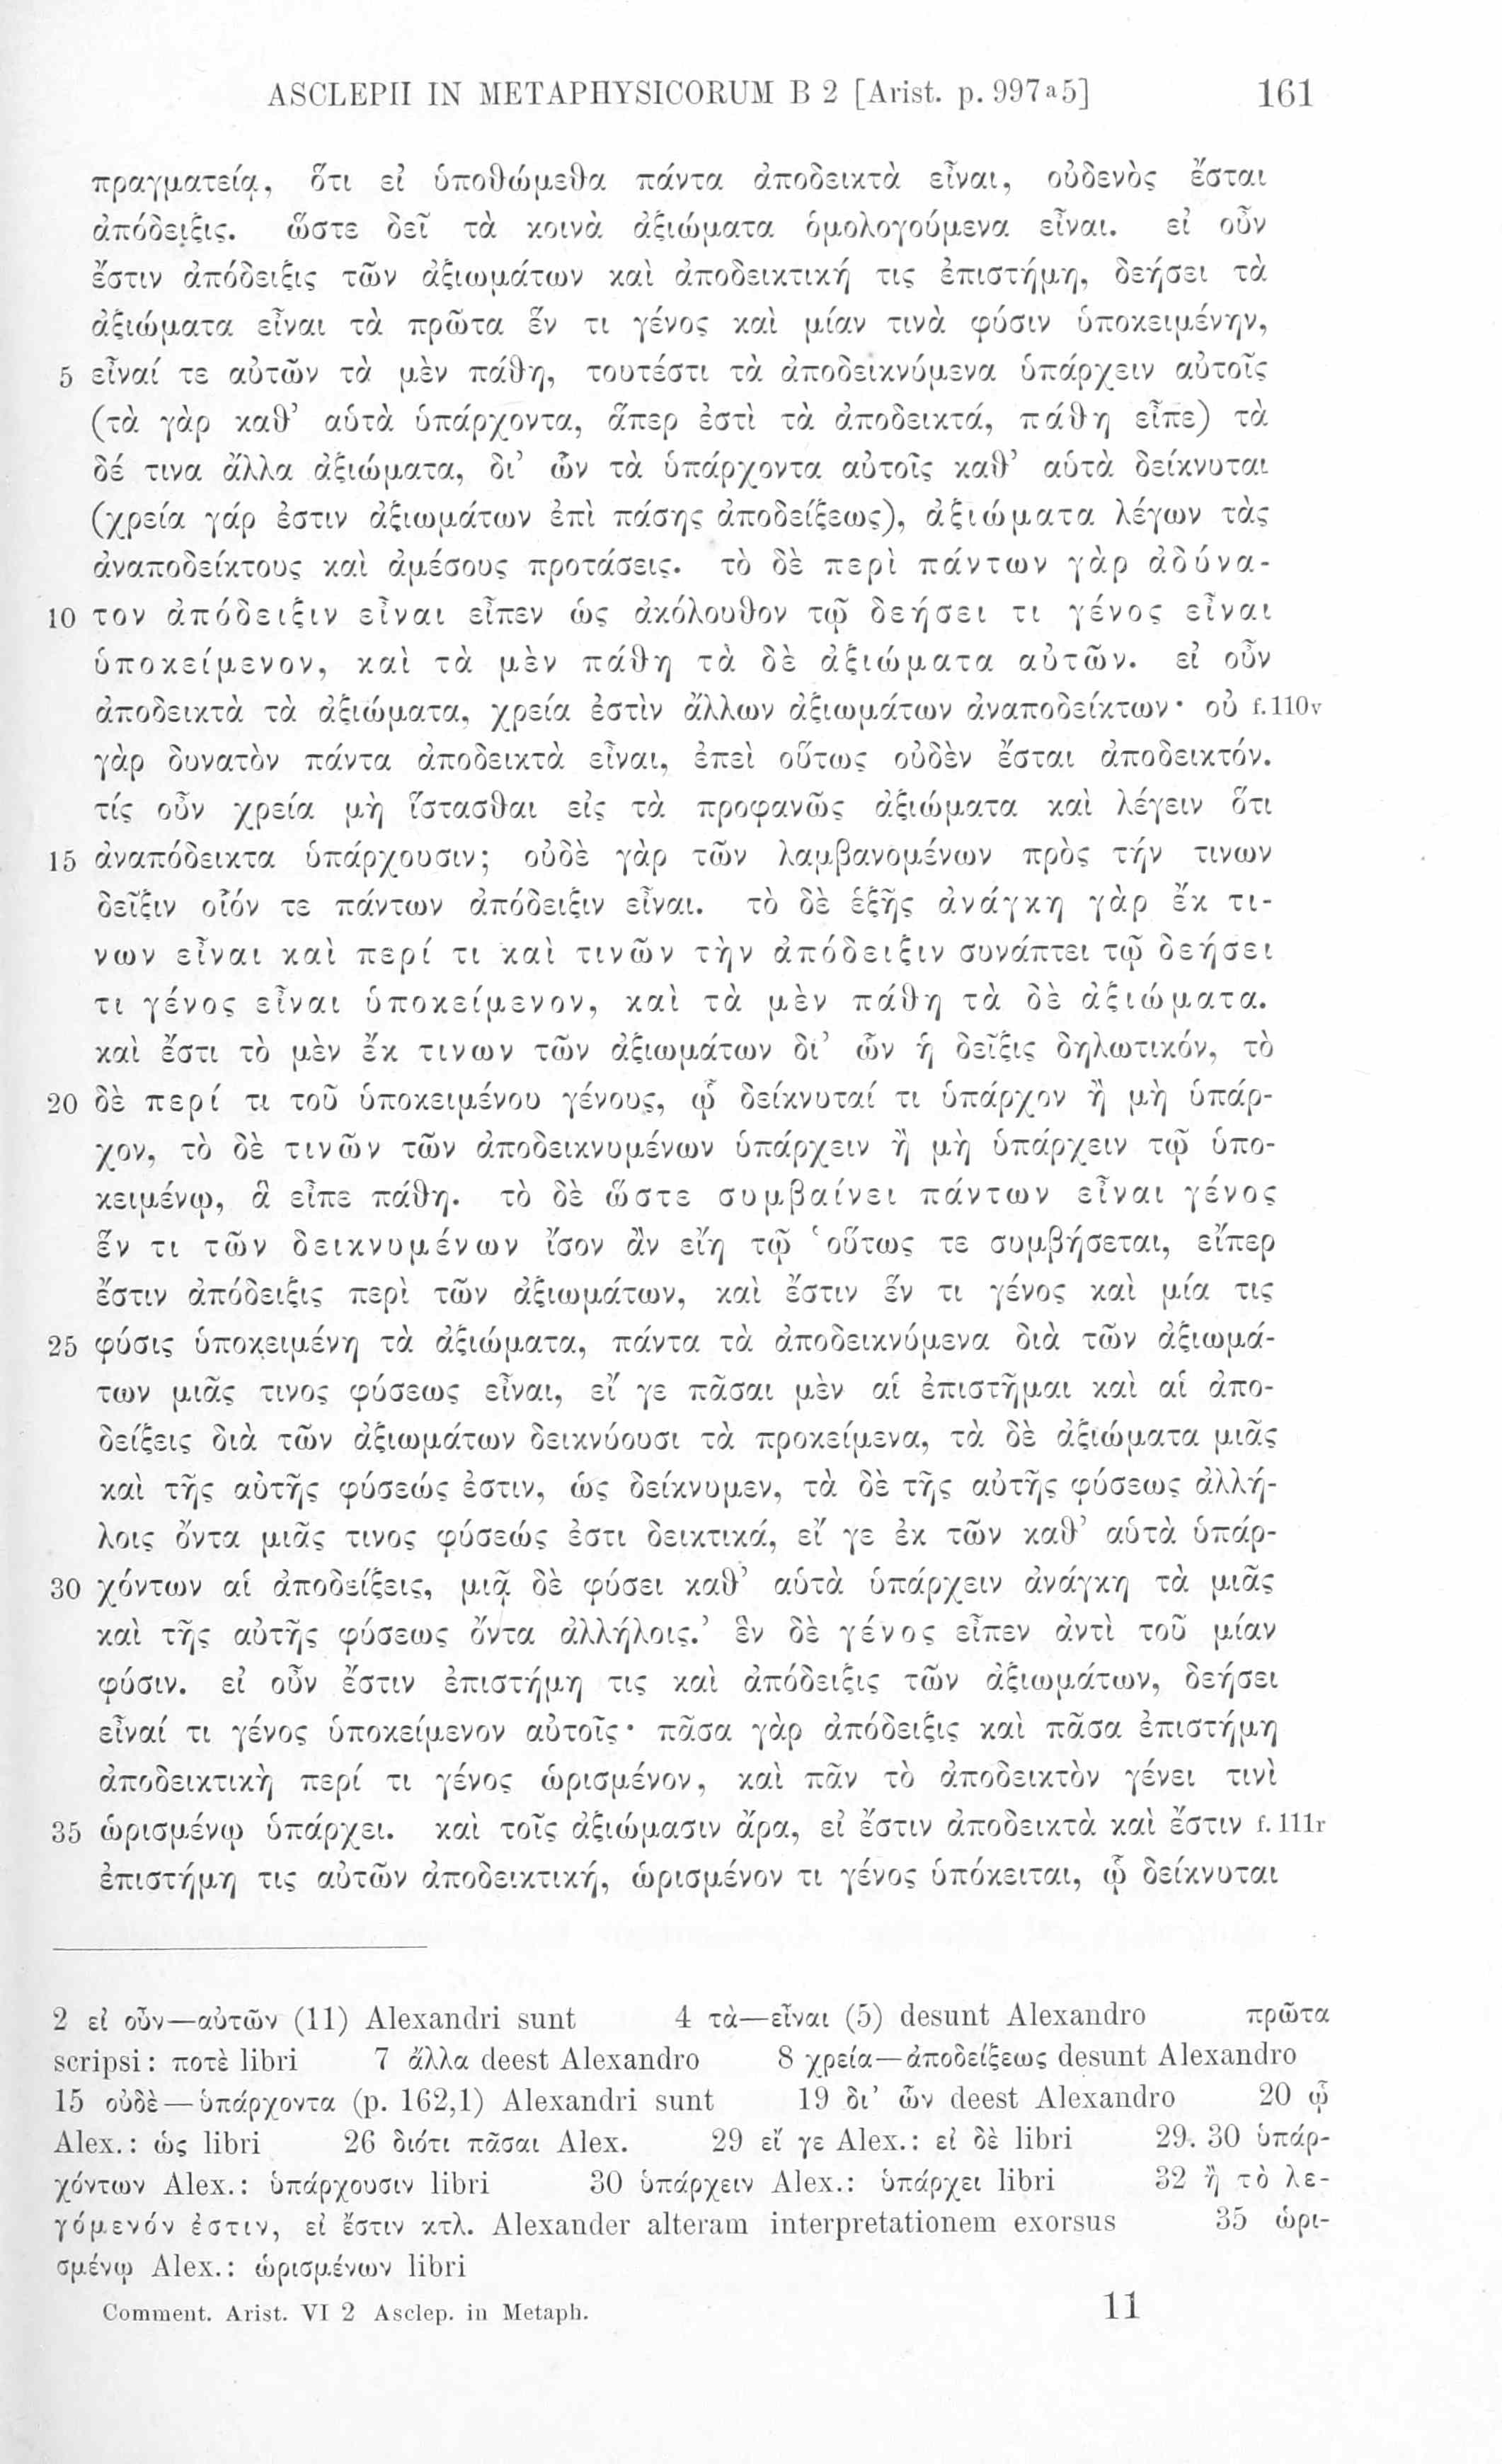 ASCLEPII IN METAPHYSICORUM B 2 [Arist. p. 997a5] 161
πραγματείᾳ, ὅτι εἰ ὑποθώμεθα πάντα ἀποδεικτὰ εἶναι, οὐδενὸς ἔσται
ἀπόδειξις. ὥστε δεῖ τὰ κοινὰ ἀξιώματα ὁμολογούμενα εἶναι. εἰ οὖν
ἔστιν ἀπόδειξις τῶν ἀξιωμάτων καὶ ἀποδεικτική τις ἐπιστήμη, δεήσει τὰ
ἀξιώματα εἶναι τὰ πρῶτα ἕν τι γένος καὶ μίαν τινὰ φύσιν ὑποκειμένην,
5 εἶναί τε αὐτῶν τὰ μὲν πάθη, τουτέστι τὰ ἀποδεικνύμενα ὑπάρχειν αὐτοῖς
(τὰ γὰρ καθ’ αὑτὰ ὑπάρχοντα, ἅπερ ἐστὶ τὰ ἀποδεικτά, πάθη εἶπε) τὰ
δέ τινα ἄλλα ἀξιώματα, δι’ ὧν τὰ ὑπάρχοντα αὐτοῖς καθ’ αὑτὰ δείκνυται
(χρεία γάρ ἐστιν ἀξιωμάτων ἐπὶ πάσης ἀποδείξεως), ἀξιώματα λέγων τὰς
ἀναποδείκτους καὶ ἀμέσους προτάσεις. τὸ δὲ περὶ πάντων γὰρ ἀδύνα-
10 τον ἀπόδειξιν εἶναι εἶπεν ὡς ἀκόλουθον τῷ δεήσει τι γένος εἶναι
ὑποκείμενον, καὶ τὰ μὲν πάθη τὰ δὲ ἀξιώματα αὐτῶν. εἰ οὖν
ἀποδεικτὰ τὰ ἀξιώματα, χρεία ἐστὶν ἄλλων ἀξιωμάτων ἀναποδείκτων· οὐ f. 110v
γὰρ δυνατὸν πάντα ἀποδεικτὰ εἶναι, ἐπεὶ οὕτως οὐδὲν ἔσται ἀποδεικτόν.
τίς οὖν χρεία μὴ ἵστασθαι εἰς τὰ προφανῶς ἀξιώματα καὶ λέγειν ὅτι
15 ἀναπόδεικτα ὑπάρχουσιν; οὐδὲ γὰρ τῶν λαμβανομένων πρὸς τήν τινων
δεῖξιν οἷόν τε πάντων ἀπόδειξιν εἶναι. τὸ δὲ ἑξῆς ἀνάγκη γὰρ ἔκ τι-
νων εἶναι καὶ περί τι καὶ τινῶν τὴν ἀπόδειξιν συνάπτει τῷ δεήσει
τι γένος εἶναι ὑποκείμενον, καὶ τὰ μὲν πάθη τὰ δὲ ἀξιώματα.
καὶ ἔστι τὸ μὲν ἔκ τινων τῶν ἀξιωμάτων δι’ ὧν ἡ δεῖξις δηλωτικόν, τὸ
20 δὲ περί τι τοῦ ὑποκειμένου γένους, ᾧ δείκνυταί τι ὑπάρχον ἢ μὴ ὑπάρ-
χον, τὸ δὲ τινῶν τῶν ἀποδεικνυμένων ὑπάρχειν ἢ μὴ ὑπάρχειν τῷ ὑπο-
κειμένῳ, ἃ εἶπε πάθη. τὸ δὲ ὥστε συμβαίνει πάντων εἶναι γένος
ἕν τι τῶν δεικνυμένων ἴσον ἂν εἴη τῷ ‘οὕτως τε συμβήσεται, εἴπερ
ἔστιν ἀπόδειξις περὶ τῶν ἀξιωμάτων, καὶ ἔστιν ἕν τι γένος καὶ μία τις
25 φύσις ὑποκειμένη τὰ ἀξιώματα, πάντα τὰ ἀποδεικνύμενα διὰ τῶν ἀξιωμά-
των μιᾶς τινος φύσεως εἶναι, εἴ γε πᾶσαι μὲν αἱ ἐπιστῆμαι καὶ αἱ ἀπο-
δείξεις διὰ τῶν ἀξιωμάτων δεικνύουσι τὰ προκείμενα, τὰ δὲ ἀξιώματα μιᾶς
καὶ τῆς αὐτῆς φύσεώς ἐστιν, ὡς δείκνυμεν, τὰ δὲ τῆς αὐτῆς φύσεως ἀλλή-
λοις ὄντα μιᾶς τινος φύσεώς ἐστι δεικτικά, εἴ γε ἐκ τῶν καθ’ αὑτὰ ὑπάρ-
30 χόντων αἱ ἀποδείξεις, μιᾷ δὲ φύσει καθ’ αὑτὰ ὑπάρχειν ἀνάγκη τὰ μιᾶς
καὶ τῆς αὐτῆς φύσεως ὄντα ἀλλήλοις.’ ἓν δὲ γένος εἶπεν ἀντὶ τοῦ μίαν
φύσιν. εἰ οὖν ἔστιν ἐπιστήμη τις καὶ ἀπόδειξις τῶν ἀξιωμάτων, δεήσει
εἶναί τι γένος ὑποκείμενον αὐτοῖς· πᾶσα γὰρ ἀπόδειξις καὶ πᾶσα ἐπιστήμη
ἀποδεικτικὴ περί τι γένος ὡρισμένον, καὶ πᾶν τὸ ἀποδεικτὸν γένει τινὶ
35 ὡρισμένῳ ὑπάρχει. καὶ τοῖς ἀξιώμασιν ἄρα, εἰ ἔστιν ἀποδεικτὰ καὶ ἔστιν f. 111r
ἐπιστήμη τις αὐτῶν ἀποδεικτική, ὡρισμένον τι γένος ὑπόκειται, ᾧ δείκνυται
2 εἰ οὖν—αὐτῶν (11) Alexandri sunt 4 τὰ—εἶναι (5) desunt Alexandro πρῶτα
scripsi: ποτὲ libri 7 ἄλλα deest Alexandro 8 χρεία—ἀποδείξεως desunt Alexandro
15 οὐδὲ—ὑπάρχοντα (p. 162,1) Alexandri sunt 19 δι’ ὧν deest Alexandro 20 ᾧ
Alex.: ὡς libri 26 διότι πᾶσαι Alex. 29 εἴ γε Alex.: εἰ δὲ libri 29. 30 ὑπάρ-
χόντων Alex.: ὑπάρχουσιν libri 30 ὑπάρχειν Alex.: ὑπάρχει libri 32 ἢ τὸ λε-
γόμενόν ἐστιν, εἰ ἔστιν κτλ. Alexander alteram interpretationem exorsus 35 ὡρι-
σμένῳ Alex.: ὡρισμένων libri
Comment. Arist. VI 2 Asclep. in Metaph. 11